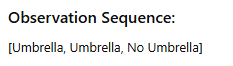 Observation Sequence:
[Umbrella, Umbrella, No Umbrella]